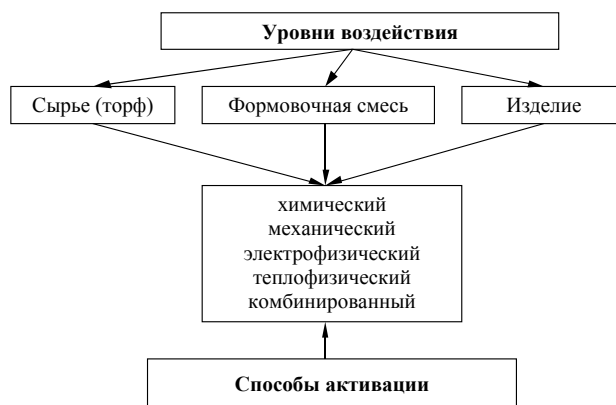 Уровни воздействия
Сырье (торф)
Формовочная смесь
Изделие
химический
механический
электрофизический
теплофизический
комбинированный
Способы активации